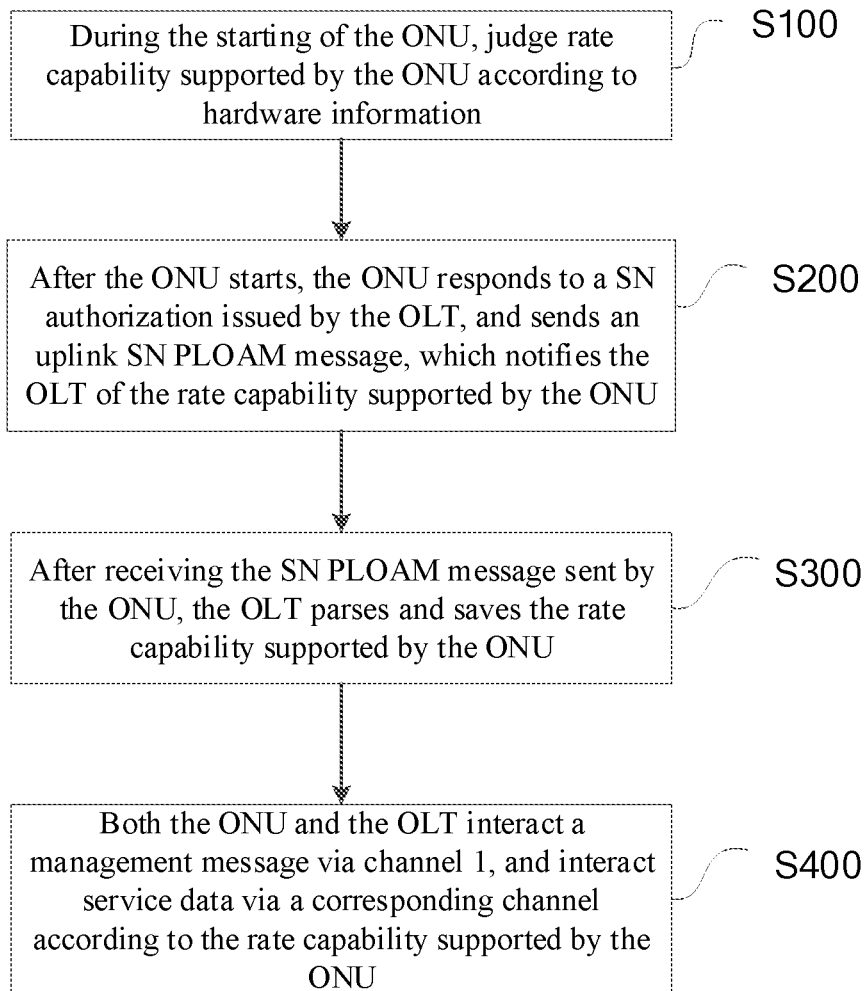 During the starting of the ONU, judge rate
capability supported by the ONU according to
hardware information
S100
After the ONU starts, the ONU responds to a SN
authorization issued by the OLT, and sends an
uplink SN PLOAM message, which notifies the
OLT of the rate capability supported by the ONU
S200
After receiving the SN PLOAM message sent by
the ONU, the OLT parses and saves the rate
capability supported by the ONU
S300
Both the ONU and the OLT interact a
management message via channel 1, and interact
service data via a corresponding channel
according to the rate capability supported by the
ONU
S400